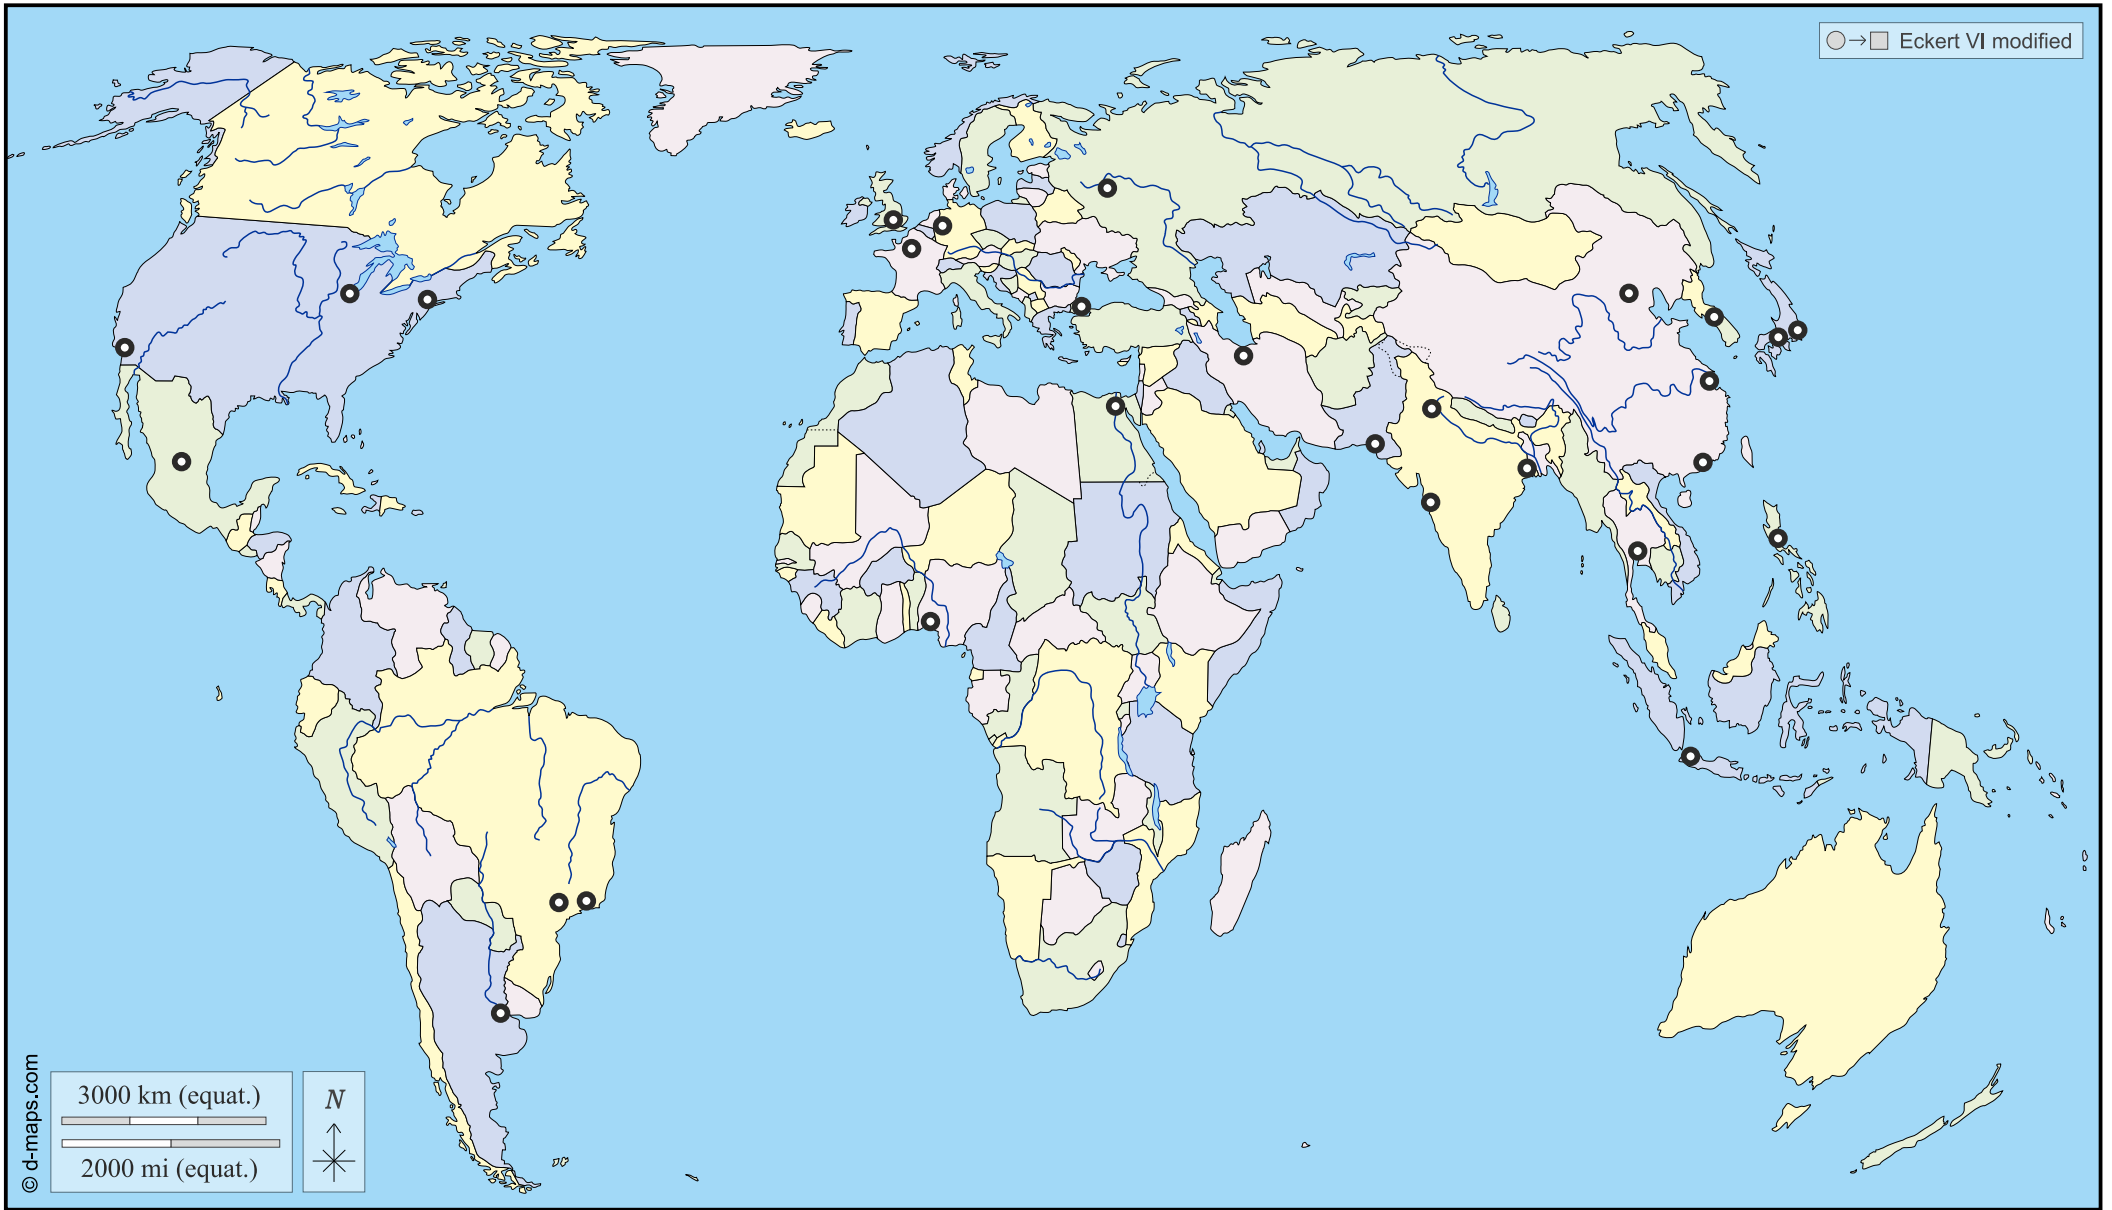 Eckert VI modified
3000 km (equat.)
2000 mi (equat.)
N
© d-maps.com